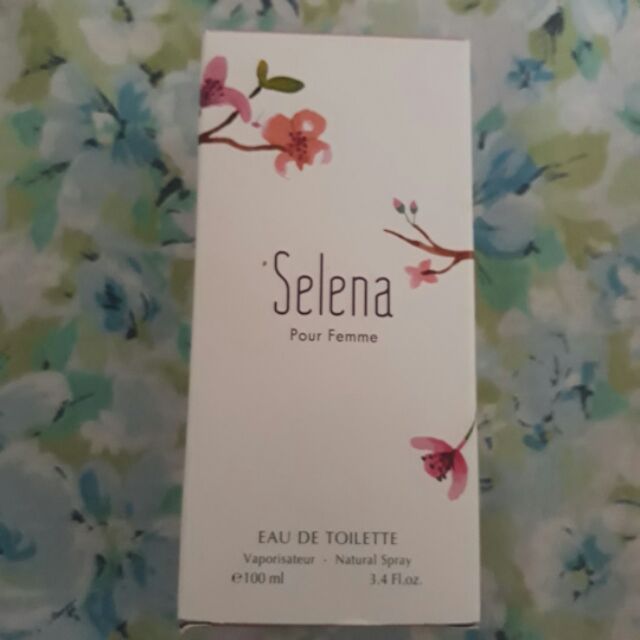 Selena
Pour Femme
EAU DE TOILETTE
Vaporisateur · Natural Spray
℮100 ml 3.4 Fl.oz.